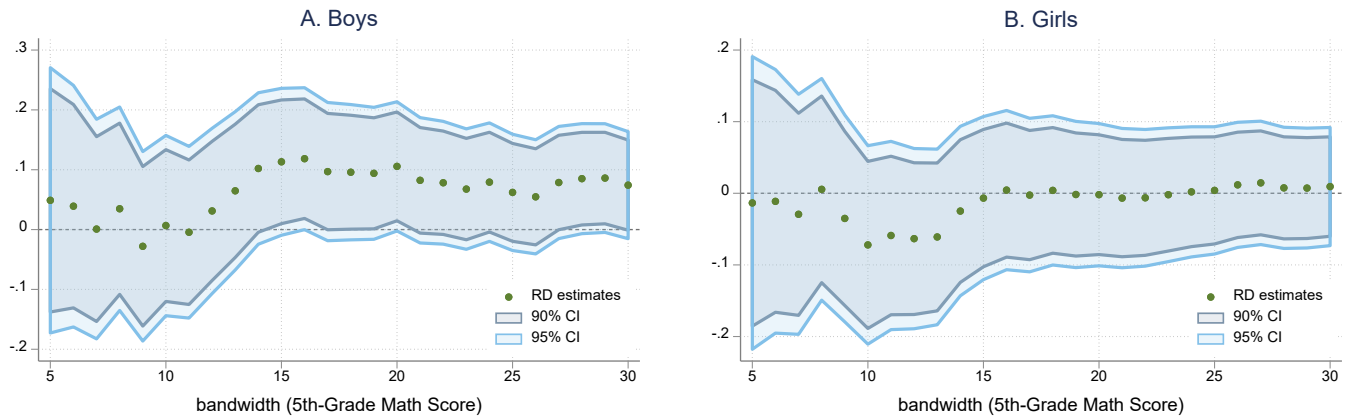 A. Boys
.3
.2
.1
0
-.1
-.2
5
10
15
20
25
30
RD estimates
90% CI
95% CI
bandwidth (5th-Grade Math Score)
B. Girls
.2
.1
0
-.1
-.2
5
10
15
20
25
30
RD estimates
90% CI
95% CI
bandwidth (5th-Grade Math Score)